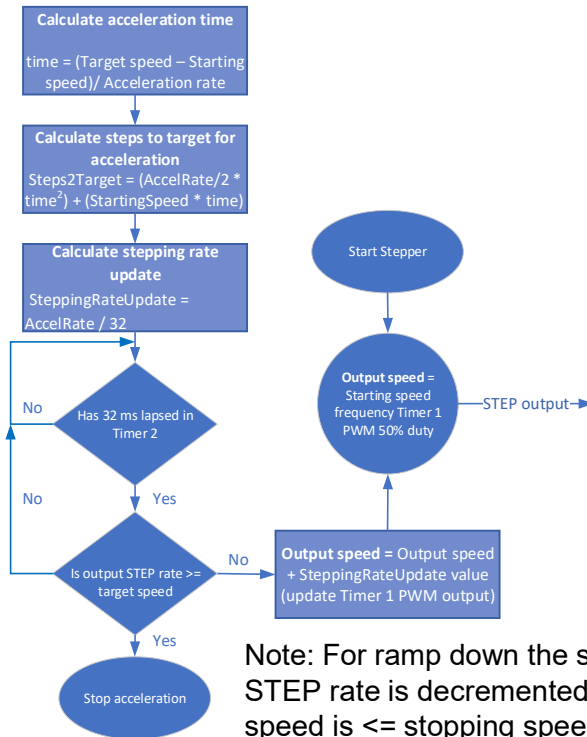 Calculate acceleration time
time = (Target speed – Starting
speed)/ Acceleration rate
Calculate steps to target for
acceleration
Steps2Target = (AccelRate/2 *
time²) + (StartingSpeed * time)
Calculate stepping rate
update
SteppingRateUpdate =
AccelRate / 32
No
Has 32 ms lapsed in
Timer 2
Yes
No
Is output STEP rate >=
target speed
No
Yes
Stop acceleration
Start Stepper
Output speed =
Starting speed
frequency Timer 1
PWM 50% duty
STEP output
Output speed = Output speed
+ SteppingRateUpdate value
(update Timer 1 PWM output)
Note: For ramp down the s
STEP rate is decremented
speed is <= stopping spee